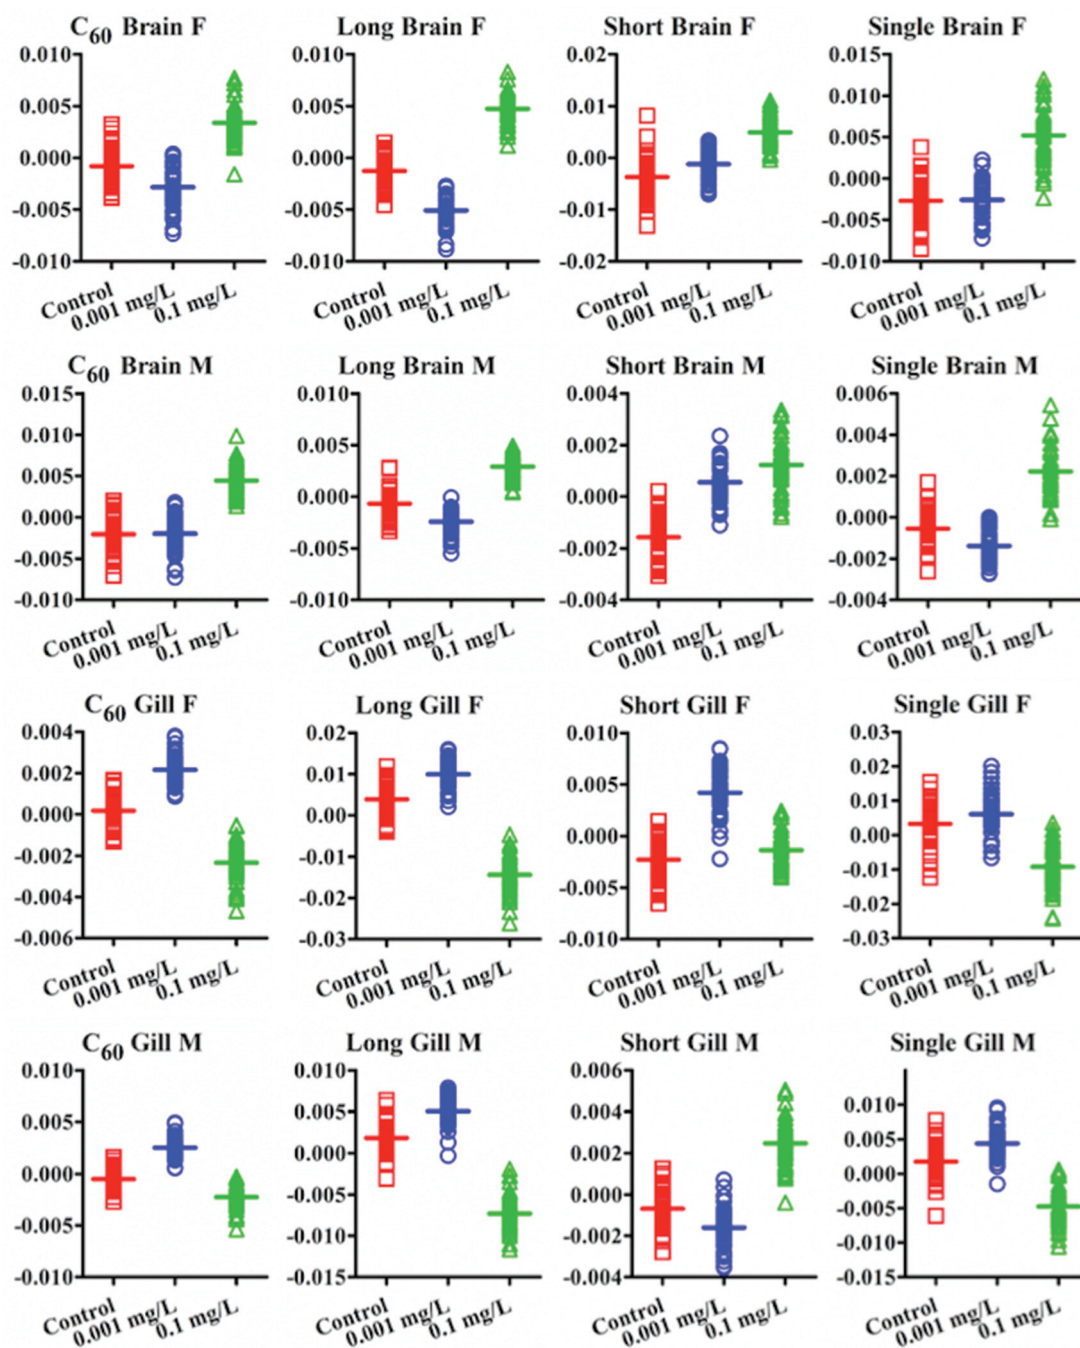 C60 Brain F Long Brain F Short Brain F Single Brain F
0.010 0.010 0.02 0.015
0.005 0.005 0.01 0.010
0.000 0.000 0.00 0.005
-0.005 -0.005 -0.01 0.000
-0.010 -0.010 -0.02 -0.005
-0.010
Control 0.001 mg/L 0.1 mg/L Control 0.001 mg/L 0.1 mg/L Control 0.001 mg/L 0.1 mg/L Control 0.001 mg/L 0.1 mg/L
C60 Brain M Long Brain M Short Brain M Single Brain M
0.015 0.010 0.004 0.006
0.010 0.005 0.002 0.004
0.005 0.000 0.000 0.002
0.000 -0.005 -0.002 0.000
-0.005 -0.010 -0.004 -0.002
-0.010 -0.004
Control 0.001 mg/L 0.1 mg/L Control 0.001 mg/L 0.1 mg/L Control 0.001 mg/L 0.1 mg/L Control 0.001 mg/L 0.1 mg/L
C60 Gill F Long Gill F Short Gill F Single Gill F
0.004 0.02 0.010 0.03
0.002 0.01 0.005 0.02
0.000 0.00 0.000 0.01
-0.002 -0.01 -0.005 0.00
-0.004 -0.02 -0.010 -0.01
-0.006 -0.03 -0.02
-0.03
Control 0.001 mg/L 0.1 mg/L Control 0.001 mg/L 0.1 mg/L Control 0.001 mg/L 0.1 mg/L Control 0.001 mg/L 0.1 mg/L
C60 Gill M Long Gill M Short Gill M Single Gill M
0.010 0.010 0.006 0.010
0.005 0.005 0.004 0.005
0.000 0.000 0.002 0.000
-0.005 -0.005 0.000 -0.005
-0.010 -0.010 -0.002 -0.010
-0.015 -0.004 -0.015
Control 0.001 mg/L 0.1 mg/L Control 0.001 mg/L 0.1 mg/L Control 0.001 mg/L 0.1 mg/L Control 0.001 mg/L 0.1 mg/L